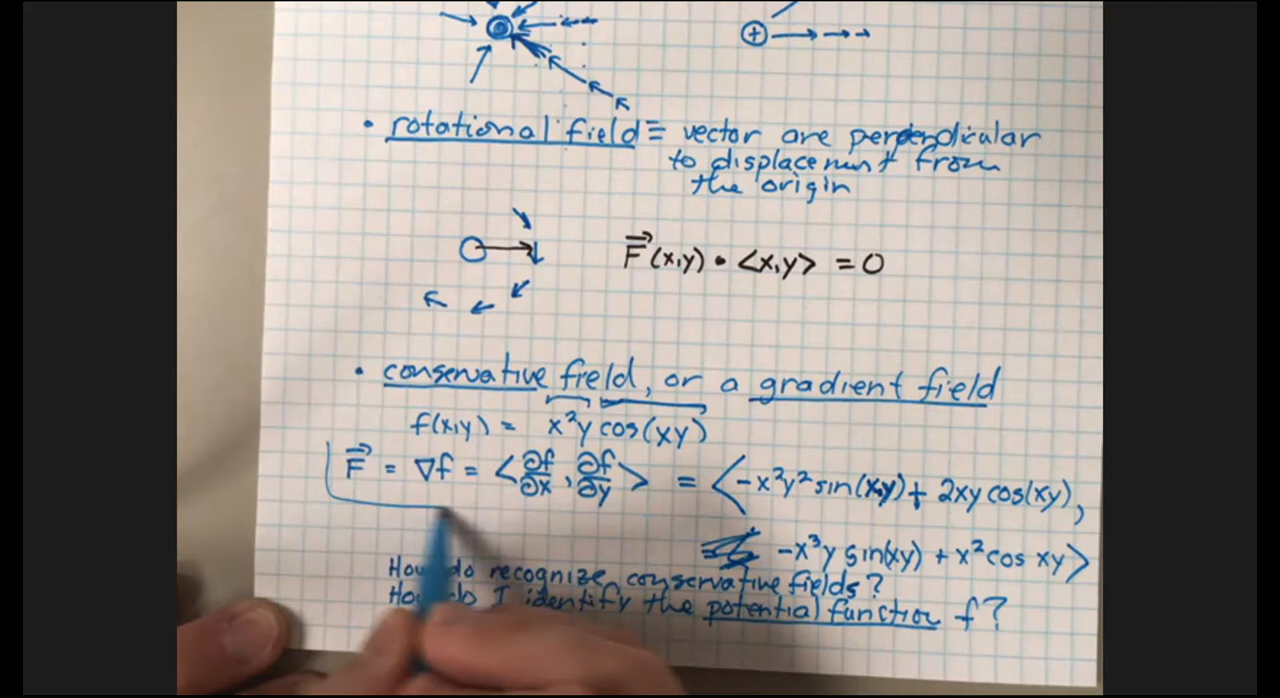 +
• rotational field ≡ vector are perpendicular
to displacement from
the origin
F⃗(x,y) • <x,y> = 0
• conservative field, or a gradient field
f(x,y) = x²y cos(xy)
F⃗ = ∇f = <∂f/∂x, ∂f/∂y> = <-x²y² sin(xy) + 2xy cos(xy),
-x³y sin(xy) + x² cos xy>
do recognize conservative fields?
I identify the potential function f?